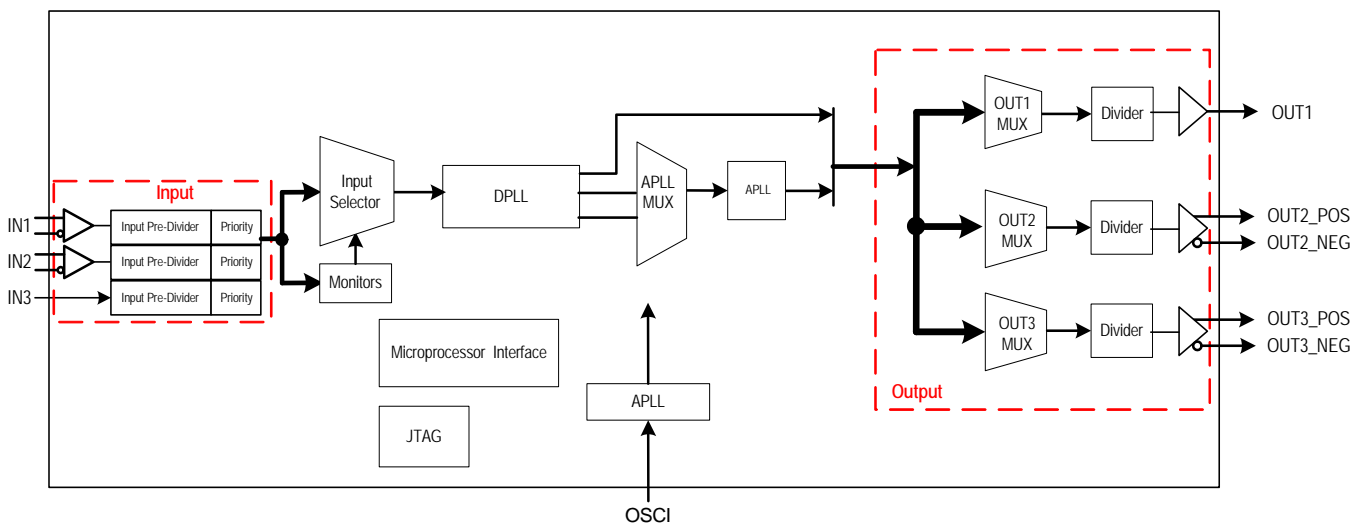 Input
IN1
Input Pre-Divider
Priority
IN2
Input Pre-Divider
Priority
IN3
Input Pre-Divider
Priority
Input
Selector
Monitors
DPLL
APLL
MUX
APLL
Microprocessor Interface
JTAG
APLL
OSCI
OUT1
MUX
Divider
OUT1
OUT2
MUX
Divider
OUT2_POS
OUT2_NEG
OUT3
MUX
Divider
OUT3_POS
OUT3_NEG
Output